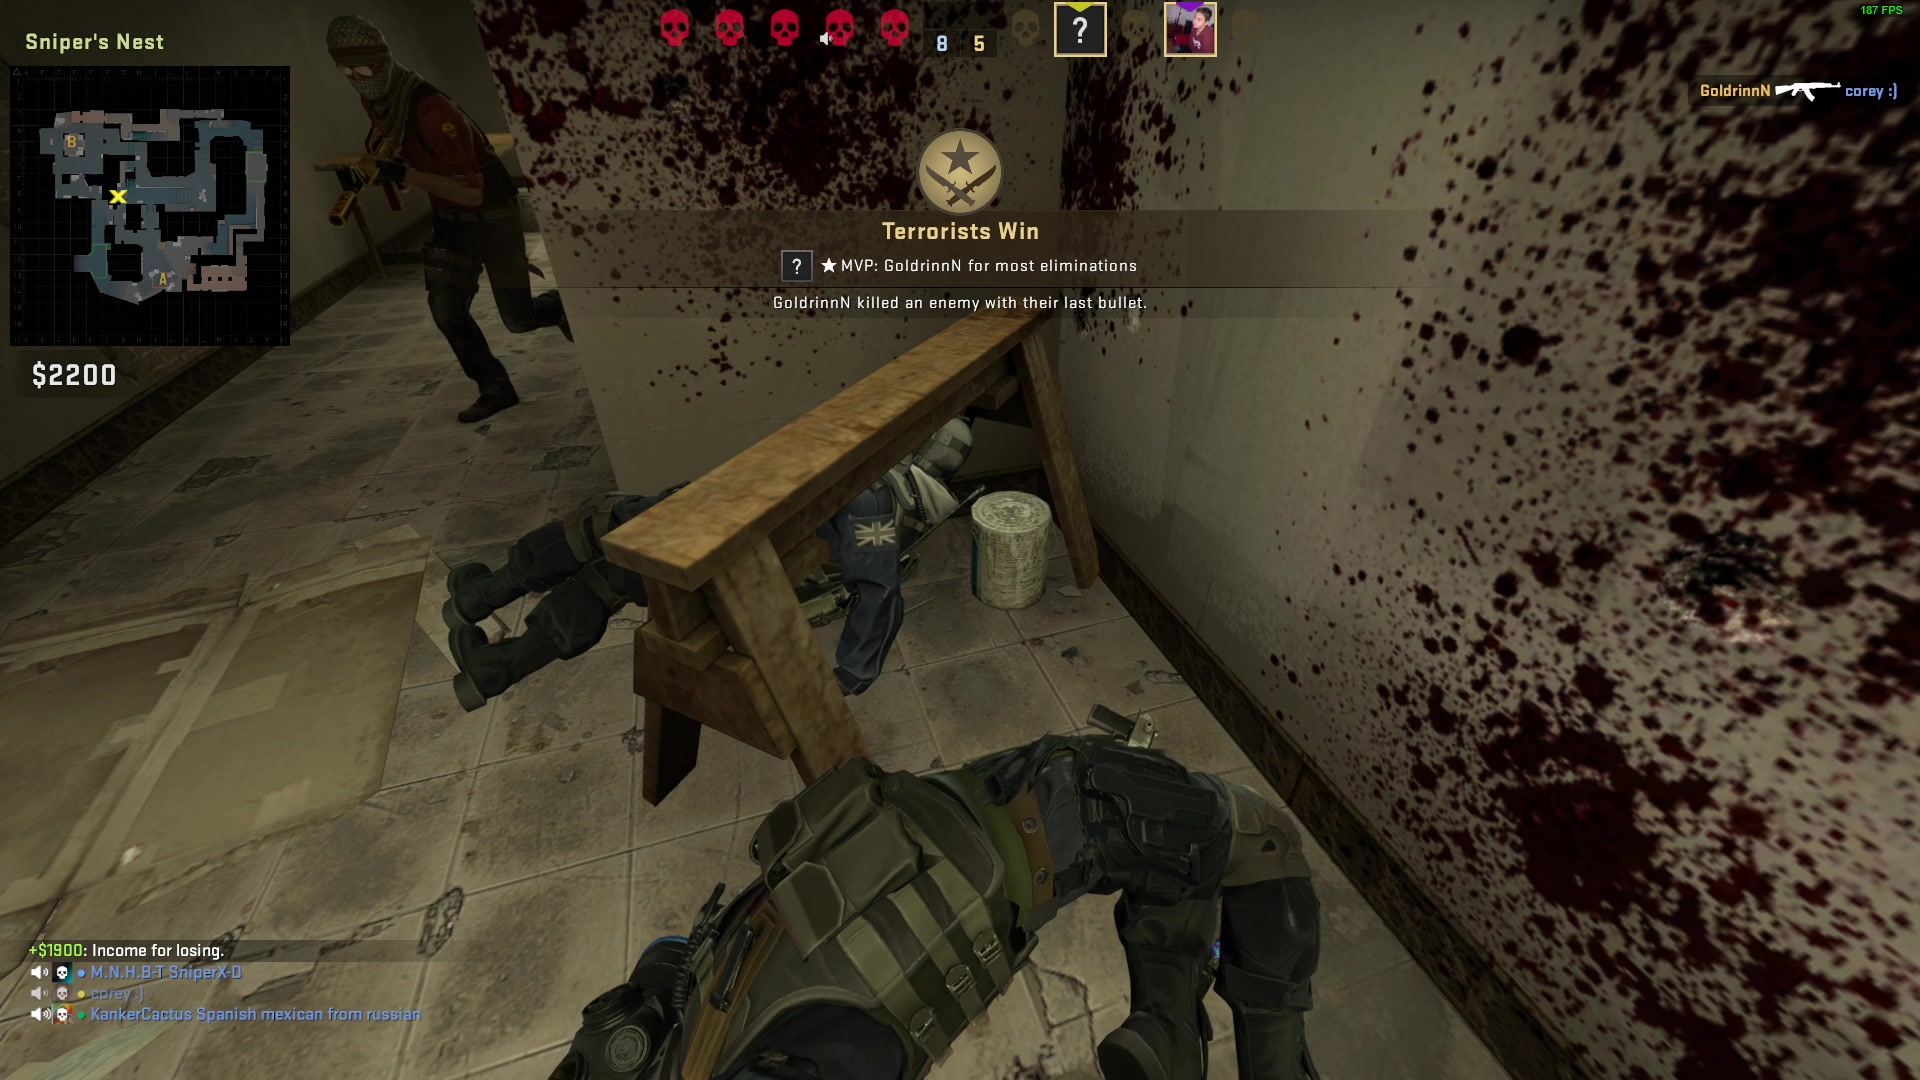 187 FPS
Sniper's Nest
8 5
?
GoldrinnN corey :)
B
A
Terrorists Win
? ★ MVP: GoldrinnN for most eliminations
GoldrinnN killed an enemy with their last bullet.
$2200
+$1900: Income for losing.
M.N.H.B-T SniperX-D
corey :)
KankerCactus Spanish mexican from russian